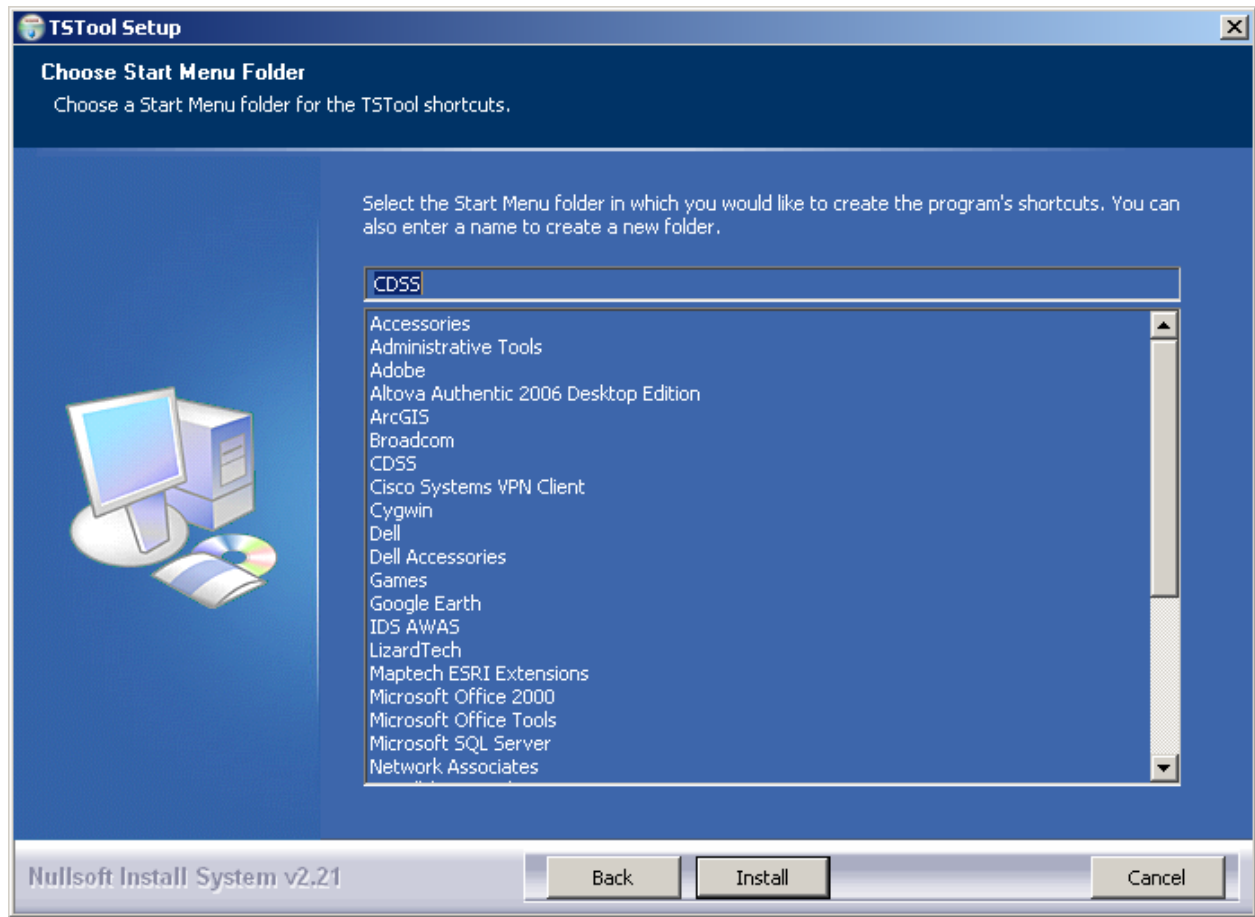 TSTool Setup
Choose Start Menu Folder
Choose a Start Menu folder for the TSTool shortcuts.
Select the Start Menu folder in which you would like to create the program's shortcuts. You can
also enter a name to create a new folder.
CDSS
Accessories
Administrative Tools
Adobe
Altova Authentic 2006 Desktop Edition
ArcGIS
Broadcom
CDSS
Cisco Systems VPN Client
Cygwin
Dell
Dell Accessories
Games
Google Earth
IDS AWAS
LizardTech
Maptech ESRI Extensions
Microsoft Office 2000
Microsoft Office Tools
Microsoft SQL Server
Network Associates
Nullsoft Install System v2.21
Back
Install
Cancel